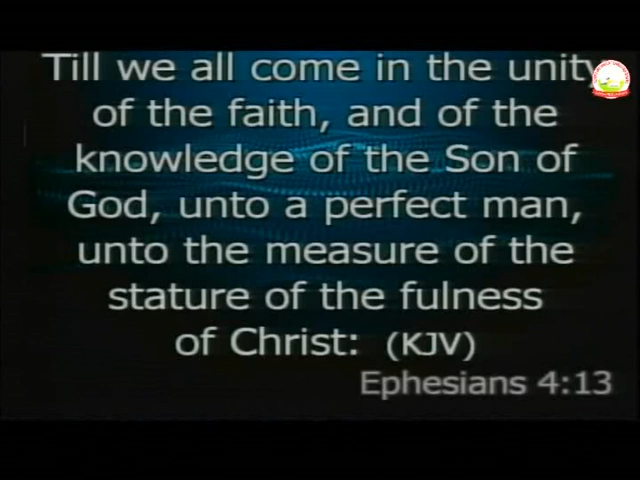 Till we all come in the unity
of the faith, and of the
knowledge of the Son of
God, unto a perfect man,
unto the measure of the
stature of the fulness
of Christ: (KJV)
Ephesians 4:13